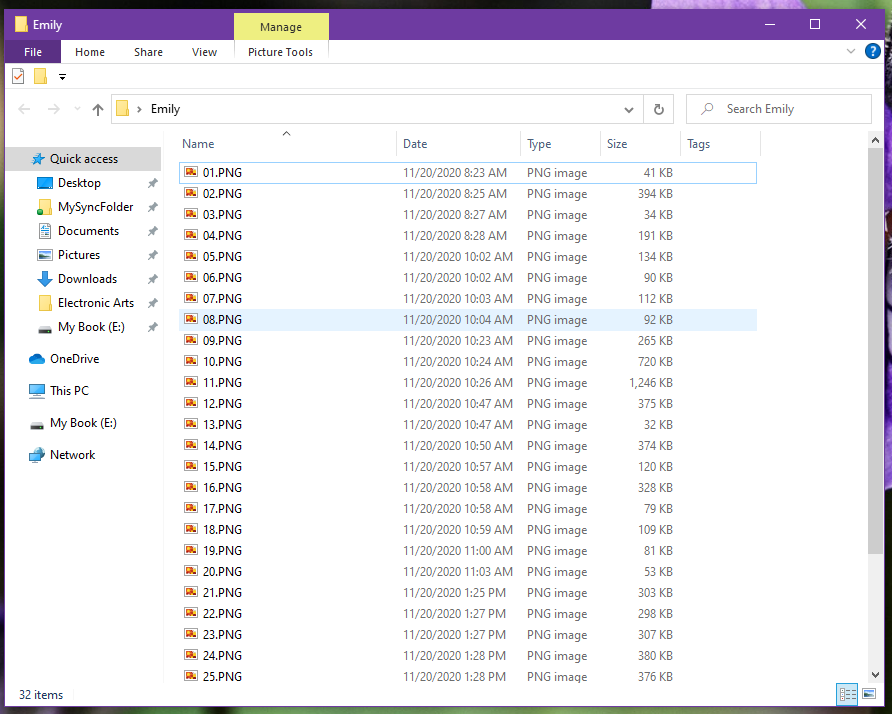 Emily
Manage
File Home Share View Picture Tools
Emily
Search Emily
Name Date Type Size Tags
Quick access
Desktop
MySyncFolder
Documents
Pictures
Downloads
Electronic Arts
My Book (E:)
OneDrive
This PC
My Book (E:)
Network
01.PNG 11/20/2020 8:23 AM PNG image 41 KB
02.PNG 11/20/2020 8:25 AM PNG image 394 KB
03.PNG 11/20/2020 8:27 AM PNG image 34 KB
04.PNG 11/20/2020 8:28 AM PNG image 191 KB
05.PNG 11/20/2020 10:02 AM PNG image 134 KB
06.PNG 11/20/2020 10:02 AM PNG image 90 KB
07.PNG 11/20/2020 10:03 AM PNG image 112 KB
08.PNG 11/20/2020 10:04 AM PNG image 92 KB
09.PNG 11/20/2020 10:23 AM PNG image 265 KB
10.PNG 11/20/2020 10:24 AM PNG image 720 KB
11.PNG 11/20/2020 10:26 AM PNG image 1,246 KB
12.PNG 11/20/2020 10:47 AM PNG image 375 KB
13.PNG 11/20/2020 10:47 AM PNG image 32 KB
14.PNG 11/20/2020 10:50 AM PNG image 374 KB
15.PNG 11/20/2020 10:57 AM PNG image 120 KB
16.PNG 11/20/2020 10:58 AM PNG image 328 KB
17.PNG 11/20/2020 10:58 AM PNG image 79 KB
18.PNG 11/20/2020 10:59 AM PNG image 109 KB
19.PNG 11/20/2020 11:00 AM PNG image 81 KB
20.PNG 11/20/2020 11:03 AM PNG image 53 KB
21.PNG 11/20/2020 1:25 PM PNG image 303 KB
22.PNG 11/20/2020 1:27 PM PNG image 298 KB
23.PNG 11/20/2020 1:27 PM PNG image 307 KB
24.PNG 11/20/2020 1:28 PM PNG image 380 KB
25.PNG 11/20/2020 1:28 PM PNG image 376 KB
32 items